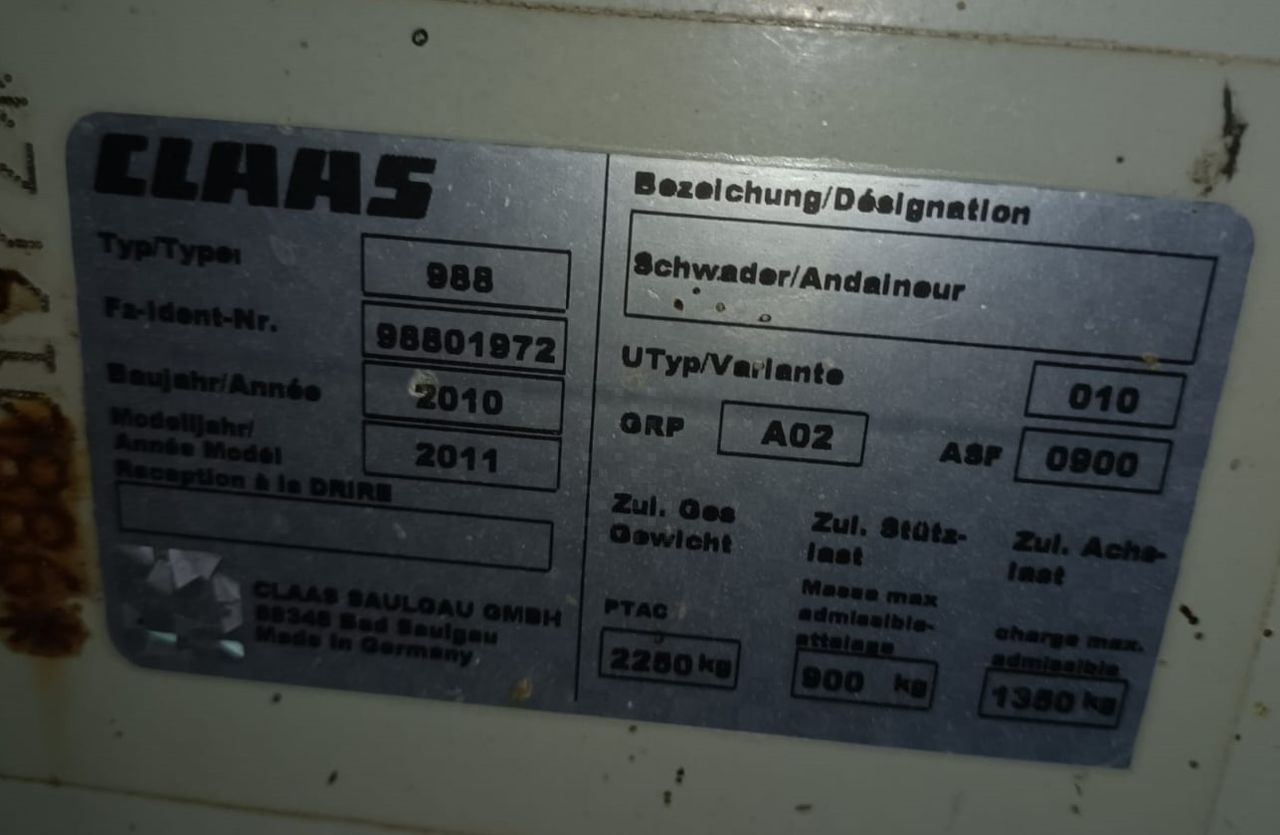 CLAAS
Typ/Type: 988
Fz-Ident-Nr. 98801972
Baujahr/Année 2010
Modelljahr/
Année Model 2011
Reception à la DRIRE
CLAAS SAULGAU GMBH
88348 Bad Saulgau
Made in Germany
Bezeichung/Désignation
Schwader/Andaineur
UTyp/Variante 010
GRP A02 ASF 0900
Zul. Ges Gewicht
PTAC
2250 kg
Zul. Stütz-
last
Masse max
admissible-
attelage
900 kg
Zul. Achs-
last
charge max.
admissible
1350 kg